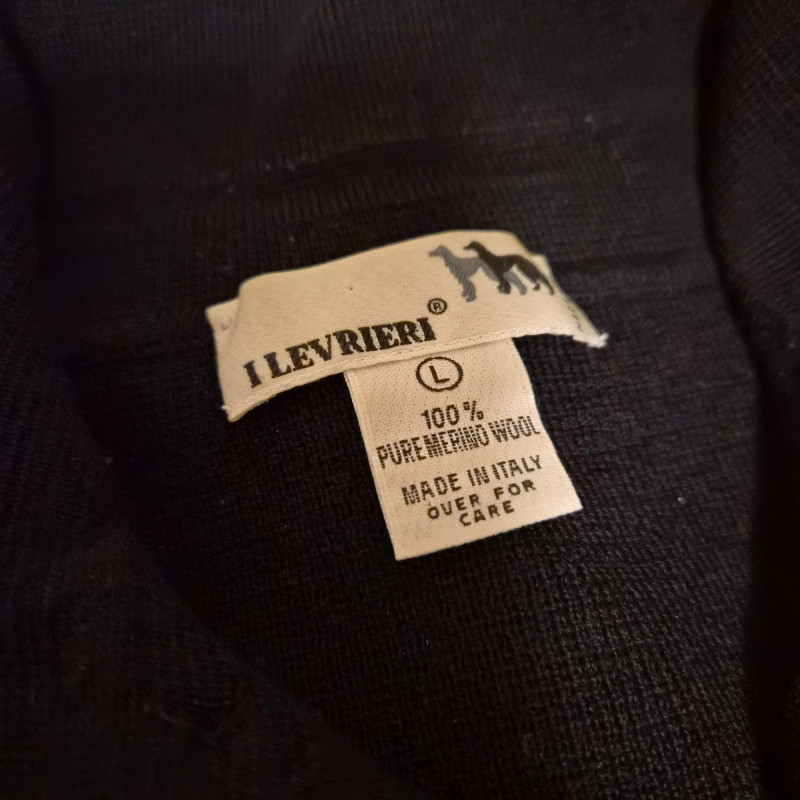 I LEVRIERI®
L
100%
PURE MERINO WOOL
MADE IN ITALY
OVER FOR
CARE